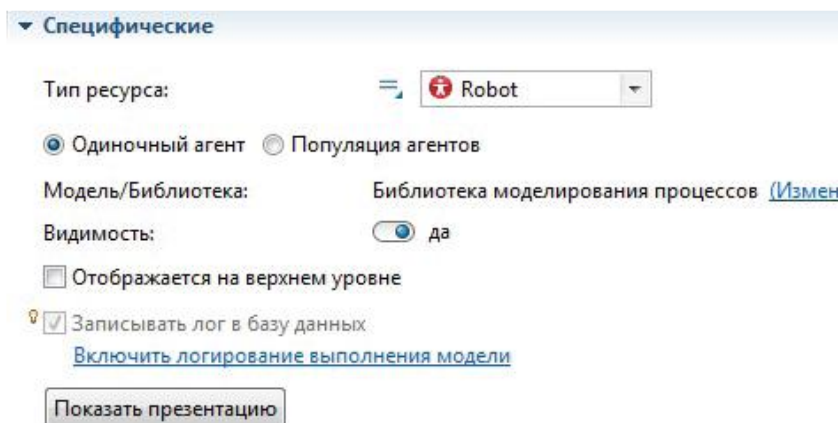 Специфические
Тип ресурса: Robot
Одиночный агент Популяция агентов
Модель/Библиотека: Библиотека моделирования процессов (Измен
Видимость: да
Отображается на верхнем уровне
Записывать лог в базу данных
Включить логирование выполнения модели
Показать презентацию